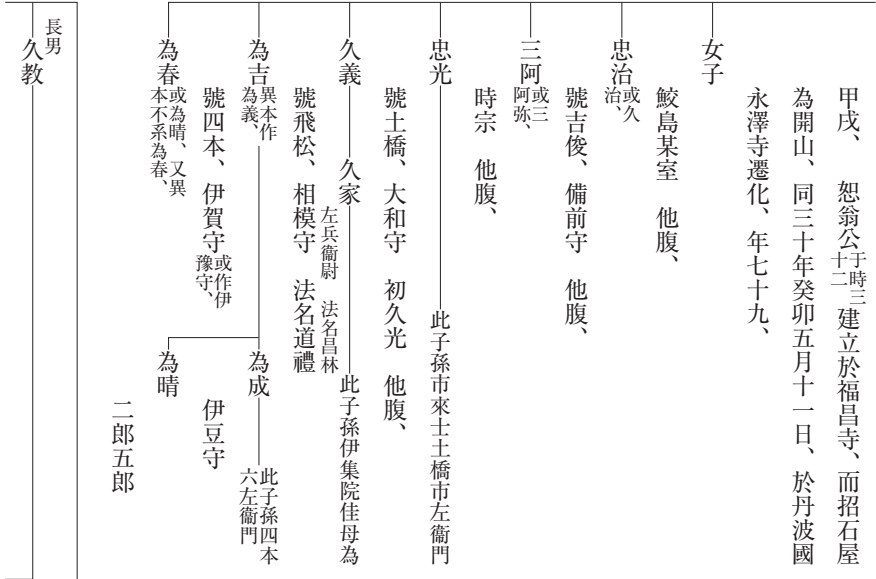 甲戌、　恕翁公于時三十二建立於福昌寺、而招石屋
為開山、同三十年癸卯五月十一日、於丹波國
永澤寺遷化、年七十九、
女子
鮫島某室　他腹、
忠治或久治、
號吉俊、備前守　他腹、
三阿或三阿弥、
時宗　他腹、
忠光　此子孫市來士土橋市左衞門
號土橋、大和守　初久光　他腹、
久義　久家　左兵衞尉　法名昌林　此子孫伊集院佳母為
號飛松、相模守　法名道禮
為吉異本作為義、　為成　此子孫四本六左衞門
號四本、伊賀守或作伊豫守、　伊豆守
為春或為晴、又異本不系為春、　為晴
二郎五郎
長男
久教